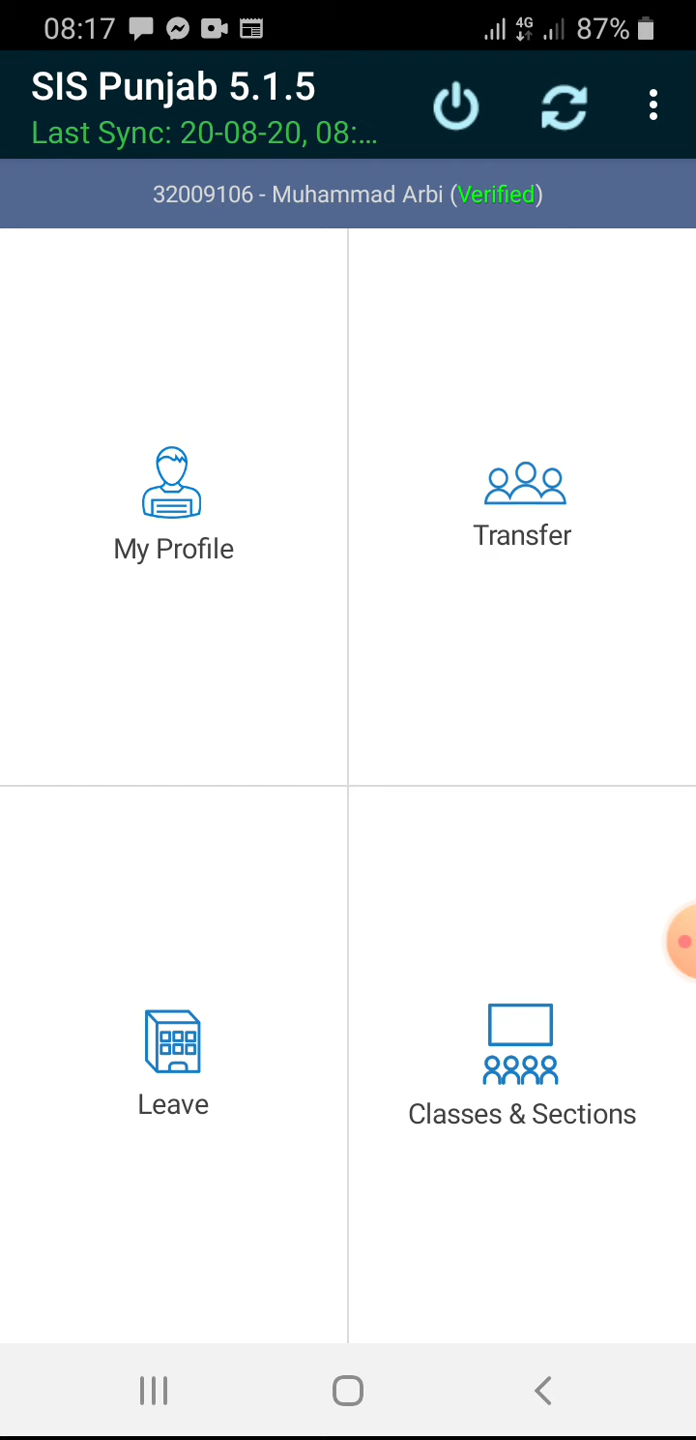 08:17 4G 87%
SIS Punjab 5.1.5
Last Sync: 20-08-20, 08:...
32009106 - Muhammad Arbi (Verified)
My Profile
Transfer
Leave
Classes & Sections